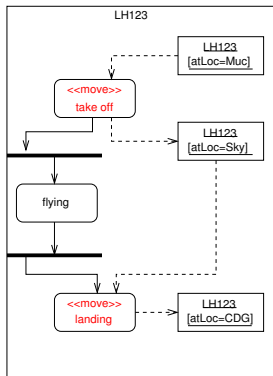 LH123
LH123
[atLoc=Muc]
<<move>>
take off
LH123
[atLoc=Sky]
flying
<<move>>
landing
LH123
[atLoc=CDG]